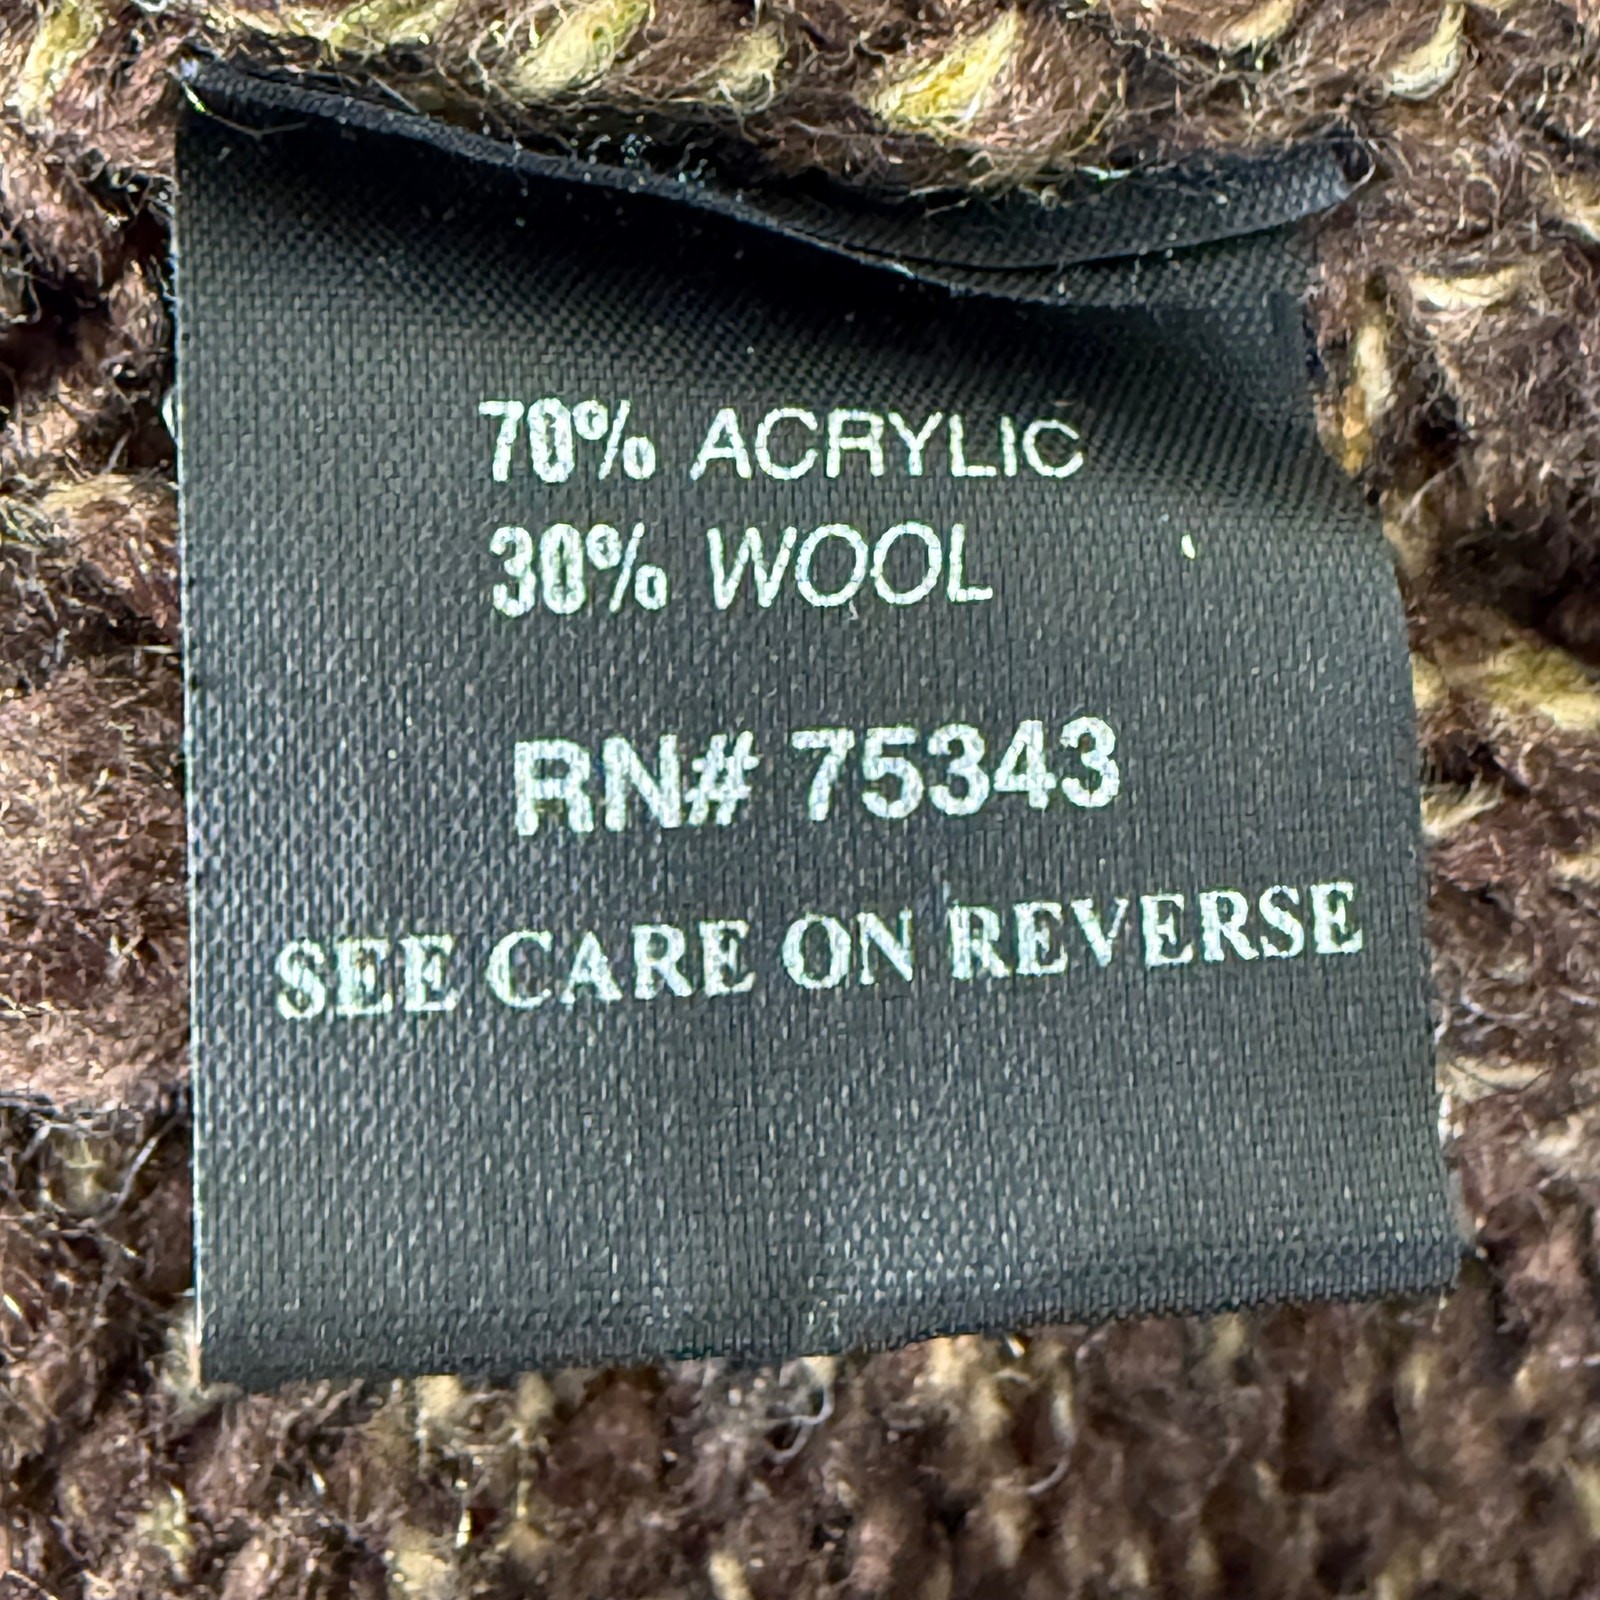 70% ACRYLIC
30% WOOL
RN# 75343
SEE CARE ON REVERSE